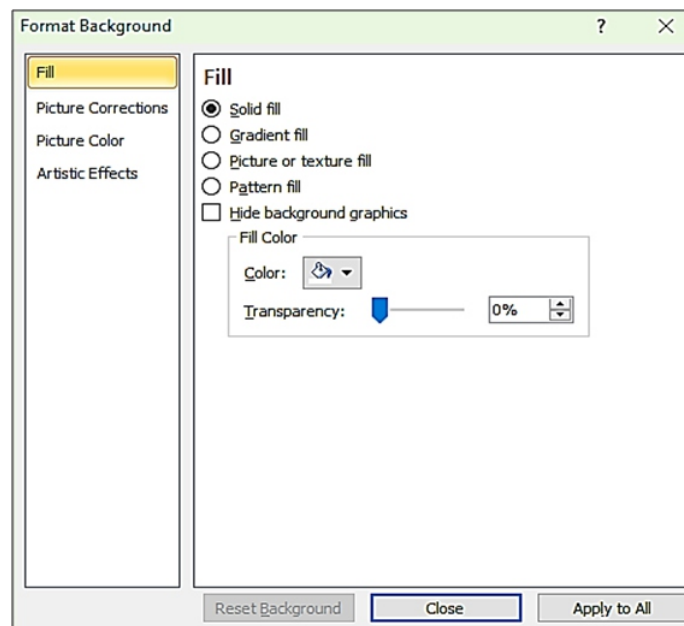 Format Background ?
Fill
Picture Corrections
Picture Color
Artistic Effects
Fill
Solid fill
Gradient fill
Picture or texture fill
Pattern fill
Hide background graphics
Fill Color
Color:
Transparency: 0%
Reset Background Close Apply to All